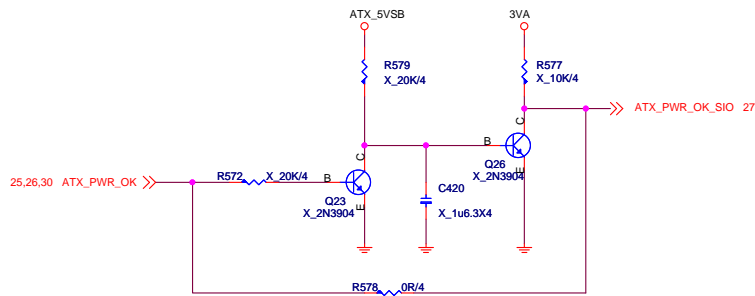 ATX_5VSB
3VA
R579
X_20K/4
R577
X_10K/4
C
ATX_PWR_OK_SIO 27
B
Q26
X_2N3904
E
25,26,30 ATX_PWR_OK
R572
X_20K/4
B
C
Q23
X_2N3904
E
C420
X_1u6.3X4
R578
0R/4